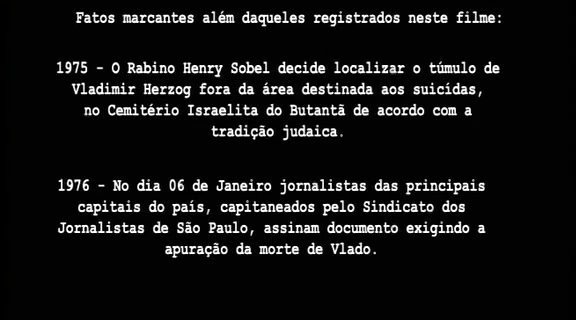 Fatos marcantes além daqueles registrados neste filme:
1975 - O Rabino Henry Sobel decide localizar o túmulo de
Vladimir Herzog fora da área destinada aos suicidas,
no Cemitério Israelita do Butantã de acordo com a
tradição judaica.
1976 - No dia 06 de Janeiro jornalistas das principais
capitais do país, capitaneados pelo Sindicato dos
Jornalistas de São Paulo, assinam documento exigindo a
apuração da morte de Vlado.